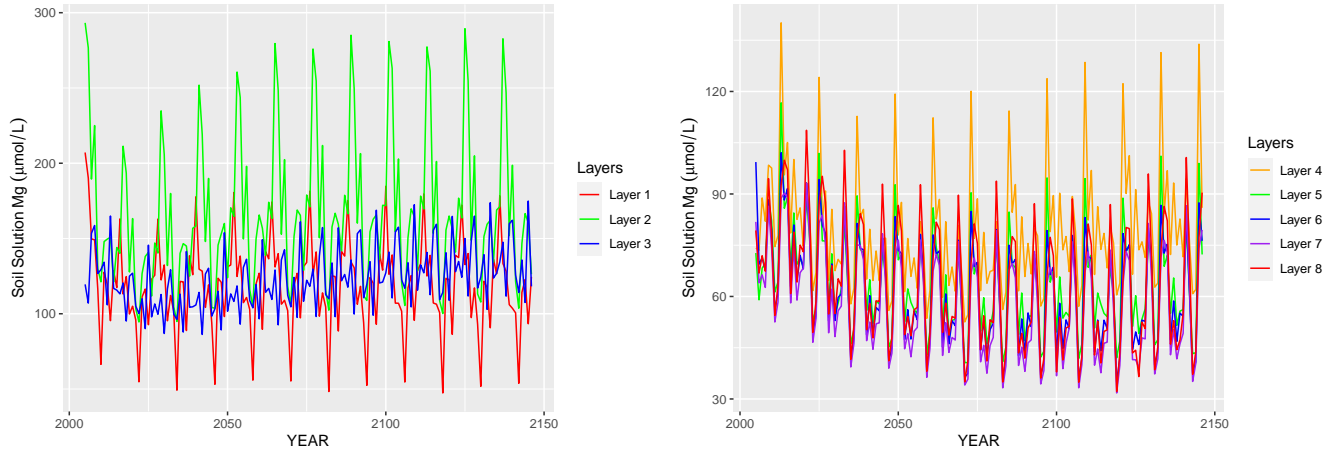 Soil Solution Mg (μmol/L)
300
200
100
2000
2050
2100
2150
YEAR
Layers
Layer 1
Layer 2
Layer 3
Soil Solution Mg (μmol/L)
120
90
60
30
2000
2050
2100
2150
YEAR
Layers
Layer 4
Layer 5
Layer 6
Layer 7
Layer 8